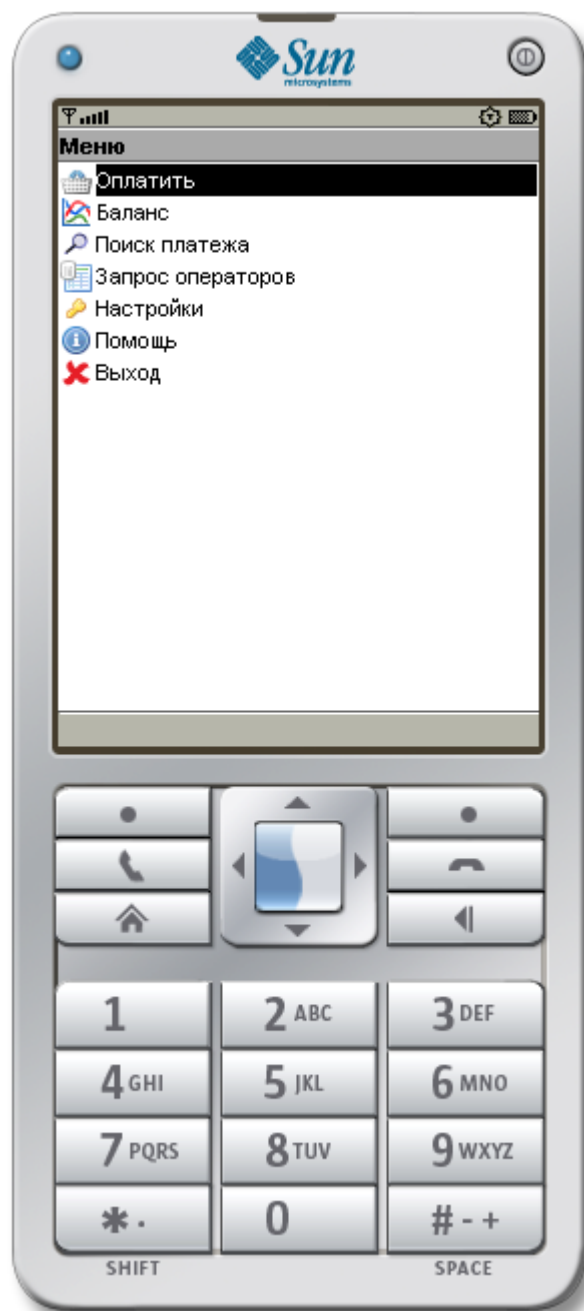 Sun
microsystems
Меню
Оплатить
Баланс
Поиск платежа
Запрос операторов
Настройки
Помощь
Выход
1 2 ABC 3 DEF
4 GHI 5 JKL 6 MNO
7 PQRS 8 TUV 9 WXYZ
* . 0 # - +
SHIFT SPACE